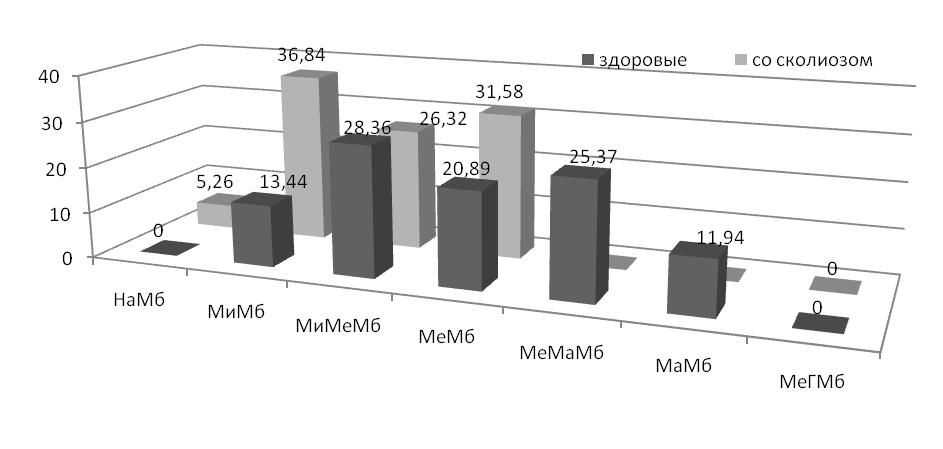 здоровые
со сколиозом
40
30
20
10
0
36,84
31,58
28,36
26,32
20,89
25,37
5,26
13,44
11,94
0
0
0
НаМб
МиМб
МиМеМб
МеМб
МеМаМб
МаМб
МеГМб